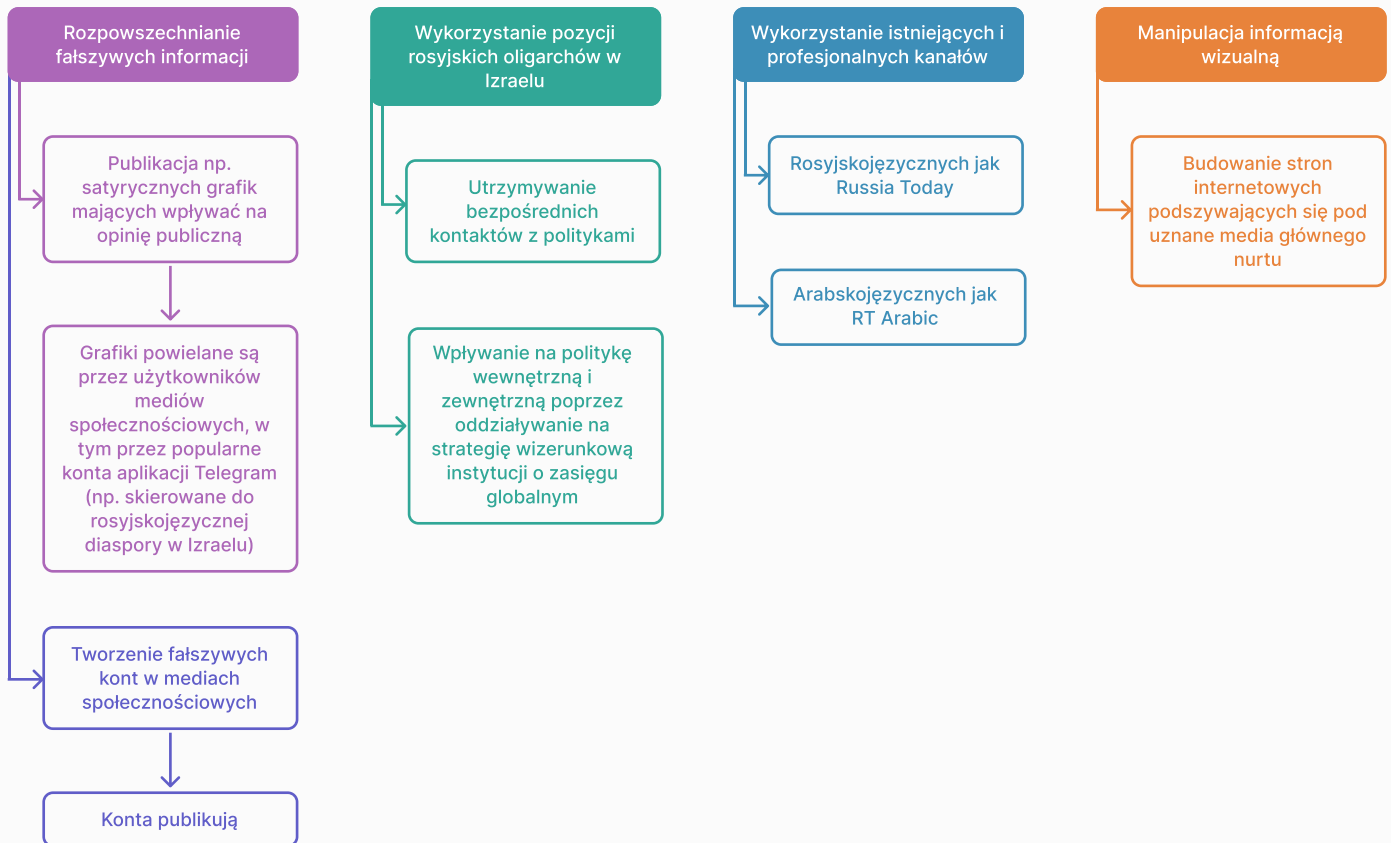 Rozpowszechnianie
fałszywych informacji
Publikacja np.
satyrycznych grafik
mających wpływać na
opinię publiczną
Grafiki powielane są
przez użytkowników
mediów
społecznościowych, w
tym przez popularne
konta aplikacji Telegram
(np. skierowane do
rosyjskojęzycznej
diaspory w Izraelu)
Tworzenie fałszywych
kont w mediach
społecznościowych
Konta publikują
Wykorzystanie pozycji
rosyjskich oligarchów w
Izraelu
Utrzymywanie
bezpośrednich
kontaktów z politykami
Wpływanie na politykę
wewnętrzną i
zewnętrzną poprzez
oddziaływanie na
strategię wizerunkową
instytucji o zasięgu
globalnym
Wykorzystanie istniejących i
profesjonalnych kanałów
Rosyjskojęzycznych jak
Russia Today
Arabskojęzycznych jak
RT Arabic
Manipulacja informacją
wizualną
Budowanie stron
internetowych
podszywających się pod
uznane media głównego
nurtu